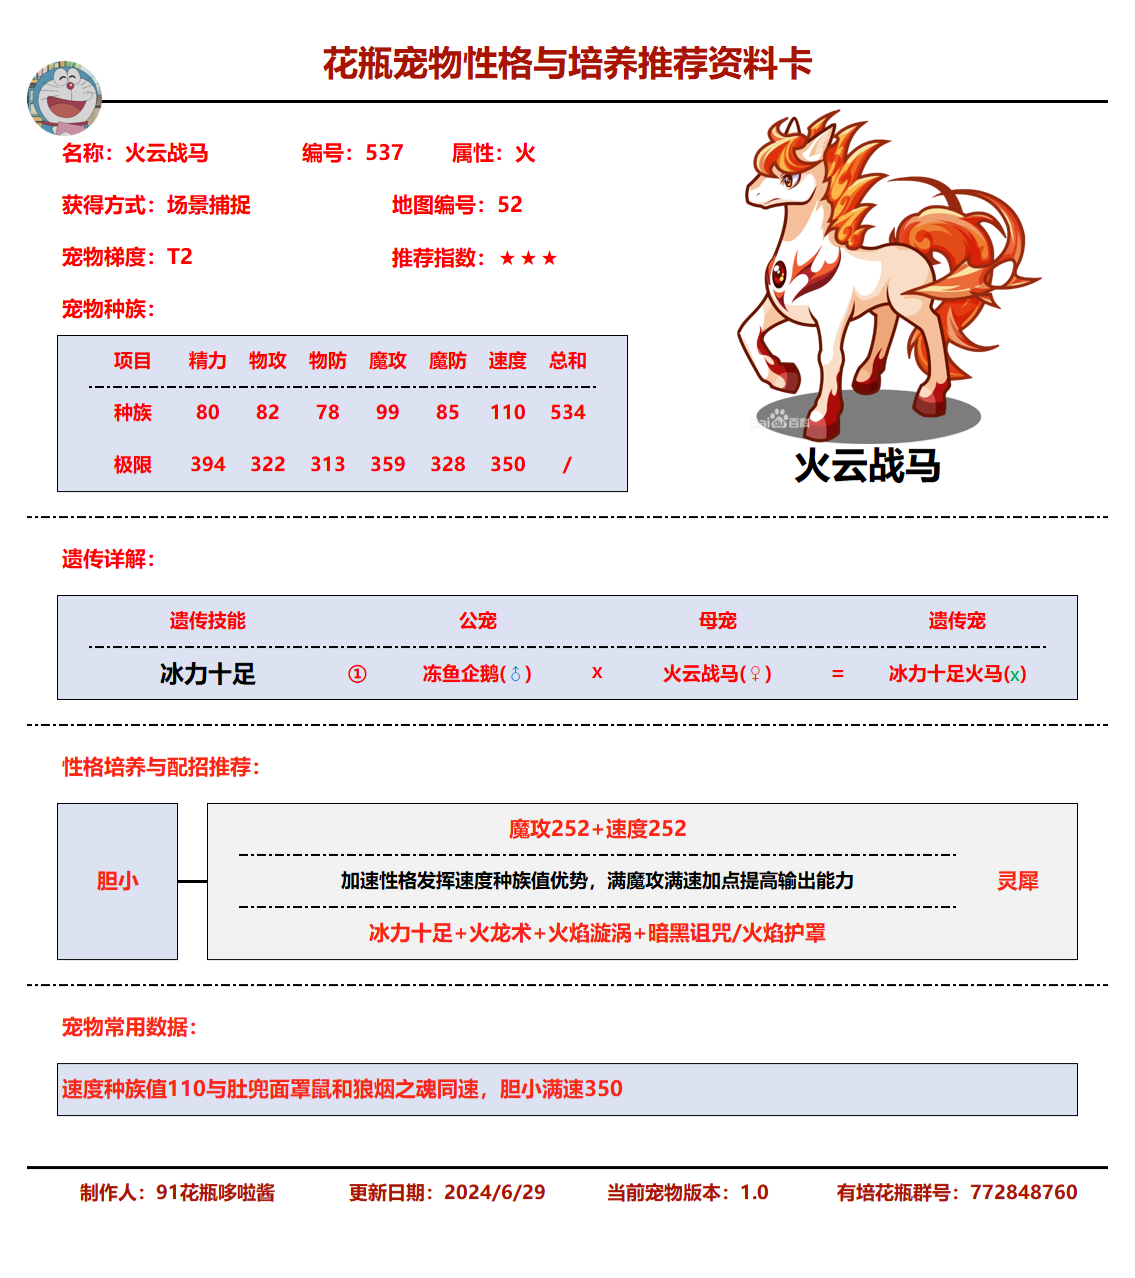 花瓶宠物性格与培养推荐资料卡
名称：火云战马 编号：537 属性：火
获得方式：场景捕捉 地图编号：52
宠物梯度：T2 推荐指数：★★★
宠物种族：
项目 精力 物攻 物防 魔攻 魔防 速度 总和
种族 80 82 78 99 85 110 534
极限 394 322 313 359 328 350 /
Bai 百科
火云战马
遗传详解：
遗传技能 公宠 母宠 遗传宠
冰力十足 ① 冻鱼企鹅(♂) x 火云战马(♀) = 冰力十足火马(x)
性格培养与配招推荐：
魔攻252+速度252
胆小 加速性格发挥速度种族值优势，满魔攻满速加点提高输出能力 灵犀
冰力十足+火龙术+火焰漩涡+暗黑诅咒/火焰护罩
宠物常用数据：
速度种族值110与肚兜面罩鼠和狼烟之魂同速，胆小满速350
制作人：91花瓶哆啦酱 更新日期：2024/6/29 当前宠物版本：1.0 有培花瓶群号：772848760